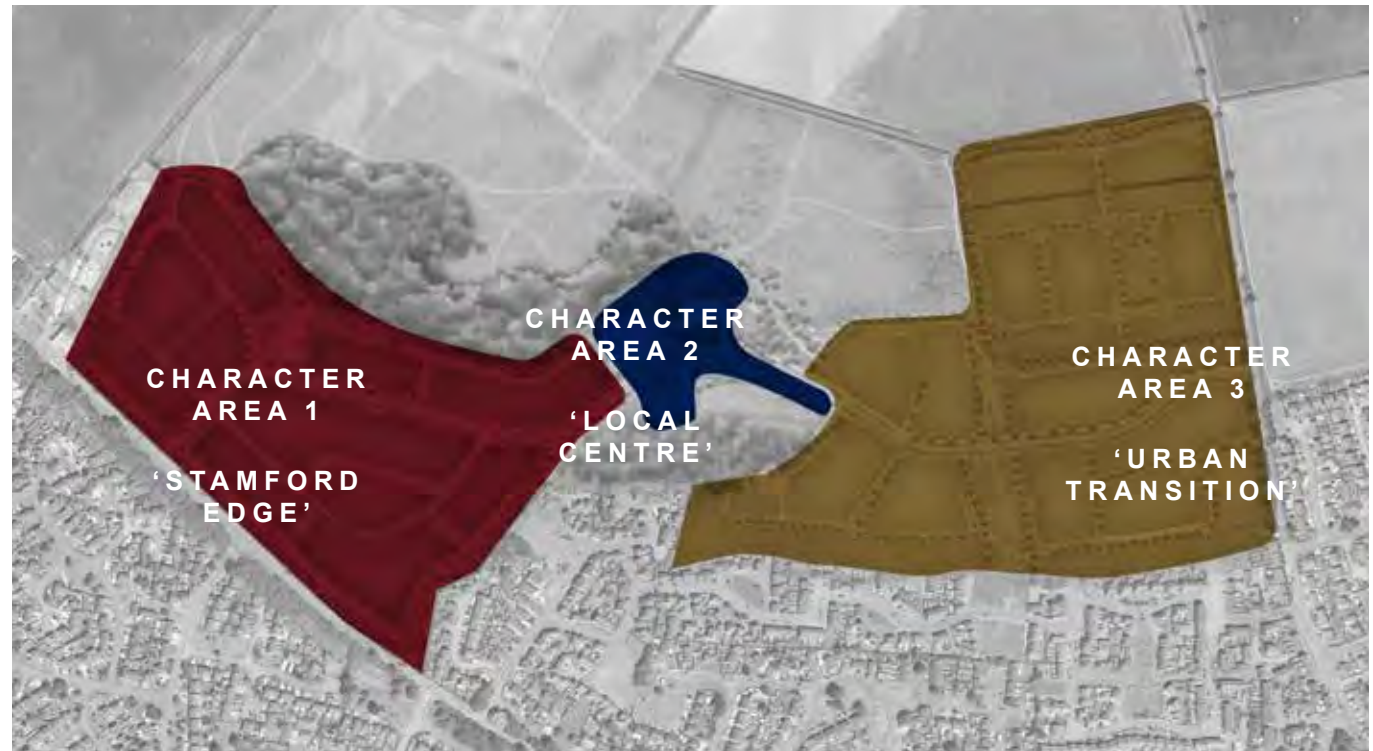 CHARACTER
AREA 1
‘STAMFORD
EDGE’
CHARACTER
AREA 2
‘LOCAL
CENTRE’
CHARACTER
AREA 3
‘URBAN
TRANSITION’